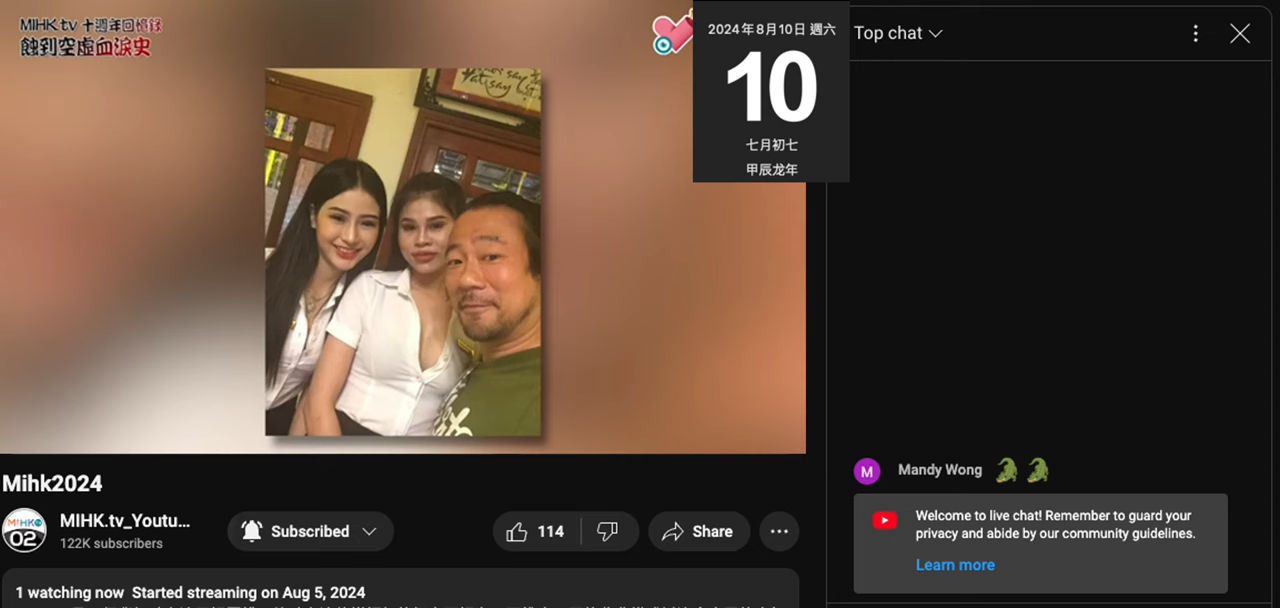 MIHK.tv 十週年回憶錄
蝕到空虛血淚史
2024年8月10日 週六
10
七月初七
甲辰龙年
Top chat
Mandy Wong
M
Welcome to live chat! Remember to guard your
privacy and abide by our community guidelines.
Learn more
Mihk2024
MIHK.tv_Youtu...
122K subscribers
M!HK
02
Subscribed
114
Share
1 watching now Started streaming on Aug 5, 2024